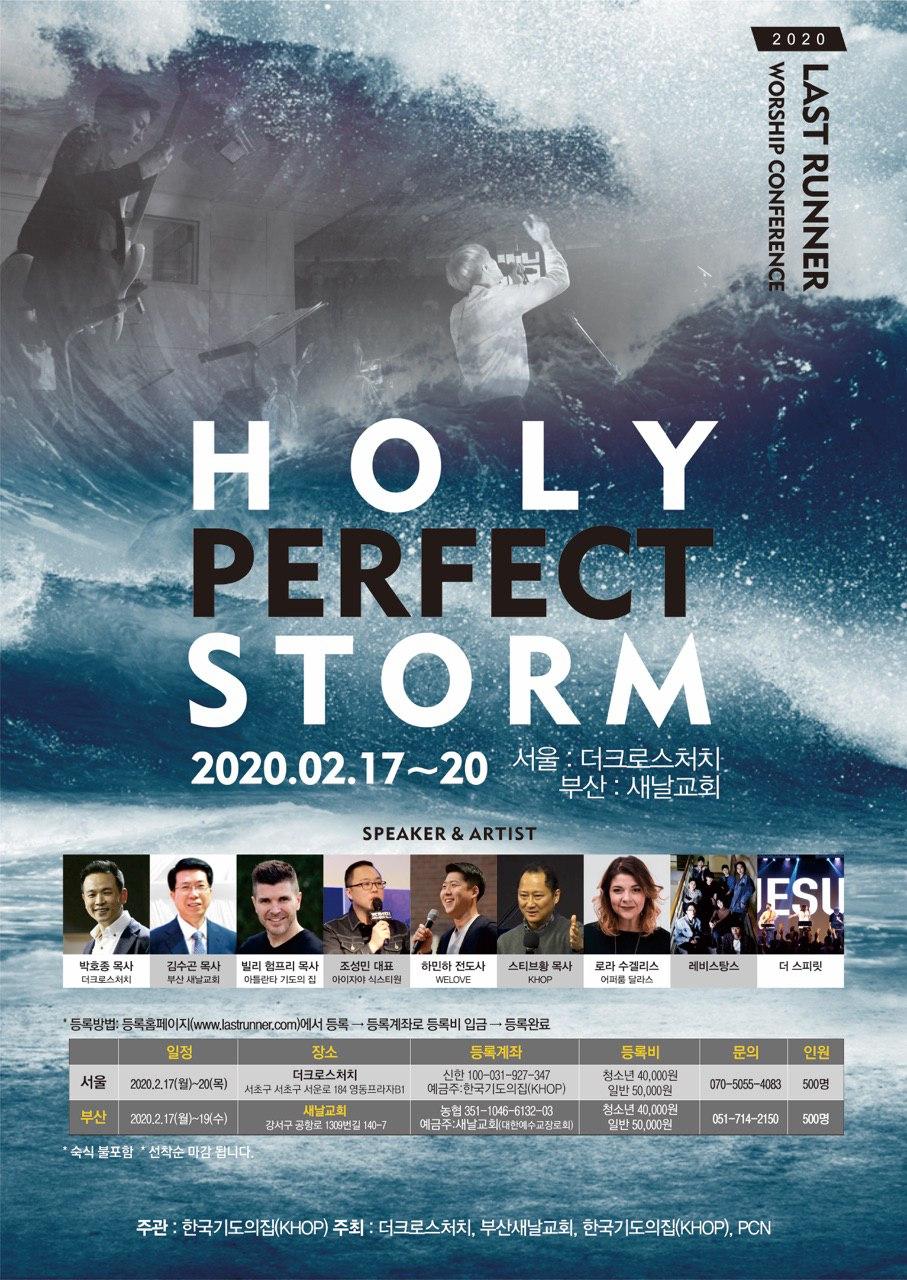 2020
LAST RUNNER
WORSHIP CONFERENCE
HOLY
PERFECT
STORM
2020.02.17~20
서울 : 더크로스처치
부산 : 새날교회
SPEAKER & ARTIST
JESU
박호종 목사
더크로스처치
김수곤 목사
부산 새날교회
빌리 험프리 목사
아틀란타 기도의 집
조성민 대표
아이자야 식스티원
하민하 전도사
WELOVE
스티브황 목사
KHOP
로라 수겔리스
어퍼룸 달라스
레비스탕스
더 스피릿
* 등록방법: 등록홈페이지(www.lastrunner.com)에서 등록 → 등록계좌로 등록비 입금 → 등록완료
일정 장소 등록계좌 등록비 문의 인원
서울 2020.2.17(월)~20(목) 더크로스처치 서초구 서초구 서운로 184 영동프라자B1 신한 100-031-927-347 예금주:한국기도의집(KHOP) 청소년 40,000원 일반 50,000원 070-5055-4083 500명
부산 2020.2.17(월)~19(수) 새날교회 강서구 공항로 1309번길 140-7 농협 351-1046-6132-03 예금주:새날교회(대한예수교장로회) 청소년 40,000원 일반 50,000원 051-714-2150 500명
* 숙식 불포함 * 선착순 마감 됩니다.
주관 : 한국기도의집(KHOP) 주최 : 더크로스처치, 부산새날교회, 한국기도의집(KHOP), PCN